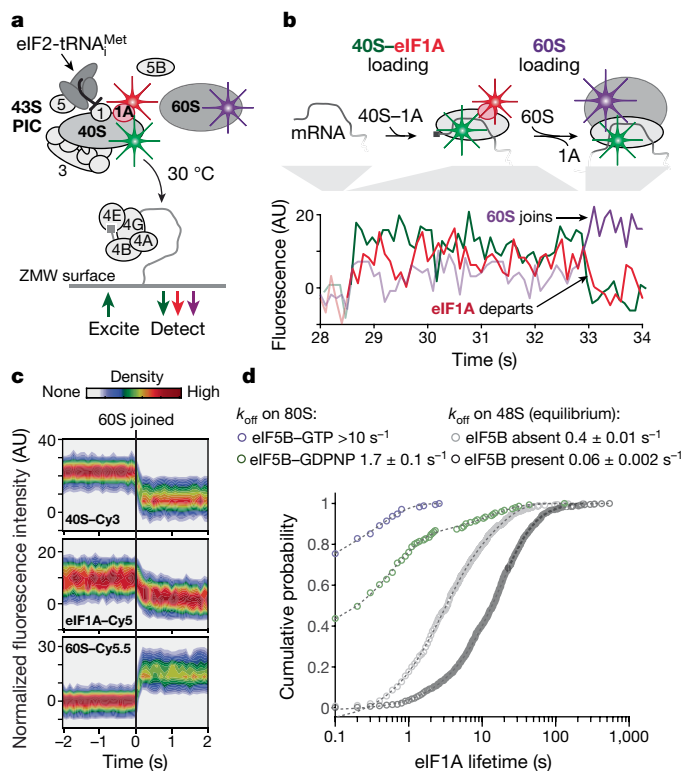 a
eIF2-tRNAiMet
5B
5
1
1A
60S
43S
PIC
40S
3
30 °C
4E
4G
4A
4B
ZMW surface
Excite
Detect
b
40S–eIF1A
loading
60S
loading
mRNA
40S–1A
60S
1A
Fluorescence (AU)
20
0
60S joins
eIF1A departs
28
29
30
31
32
33
34
Time (s)
c
Density
None
High
60S joined
Normalized fluorescence intensity (AU)
40
0
40S–Cy3
20
0
eIF1A–Cy5
30
0
60S–Cy5.5
−2
−1
0
1
2
Time (s)
d
koff on 80S:
eIF5B–GTP >10 s−1
eIF5B–GDPNP 1.7 ± 0.1 s−1
koff on 48S (equilibrium):
eIF5B absent 0.4 ± 0.01 s−1
eIF5B present 0.06 ± 0.002 s−1
Cumulative probability
1
0.8
0.6
0.4
0.2
0
0.1
1
10
100
1,000
eIF1A lifetime (s)